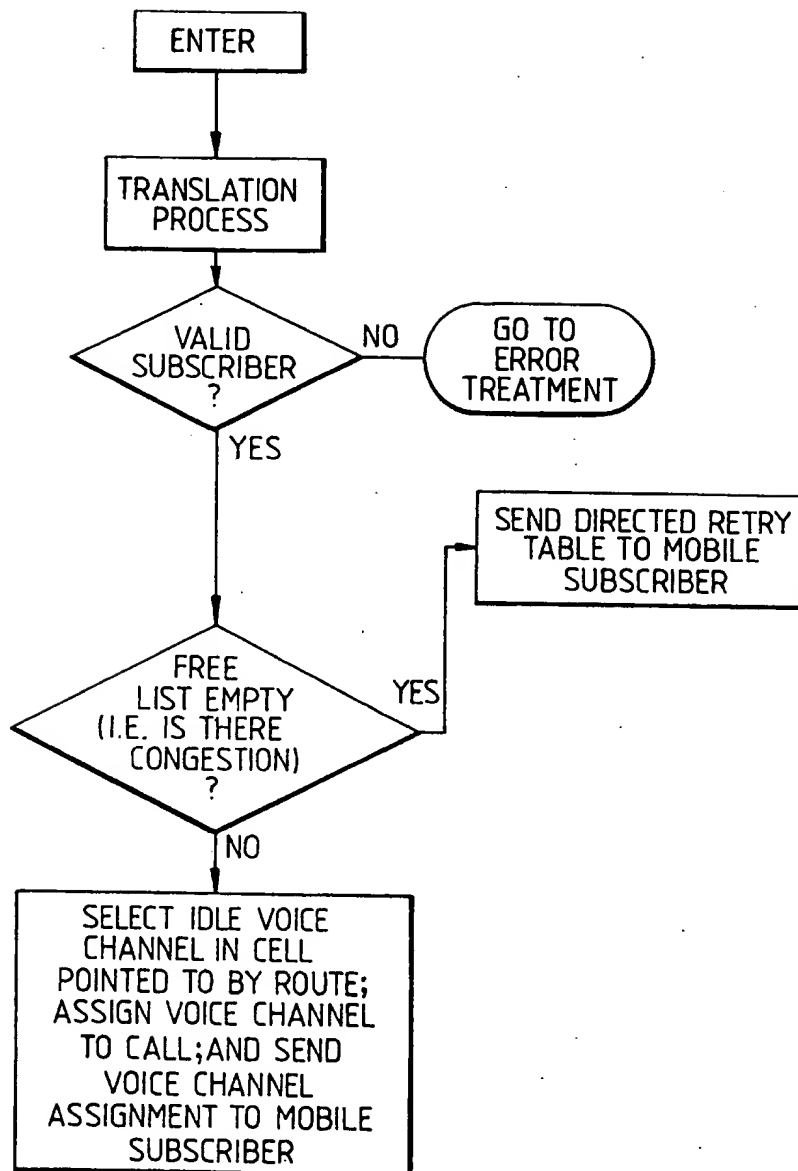 ENTER
TRANSLATION
PROCESS
VALID
SUBSCRIBER
?
NO
GO TO
ERROR
TREATMENT
YES
SEND DIRECTED RETRY
TABLE TO MOBILE
SUBSCRIBER
FREE
LIST EMPTY
(I.E. IS THERE
CONGESTION)
?
YES
NO
SELECT IDLE VOICE
CHANNEL IN CELL
POINTED TO BY ROUTE;
ASSIGN VOICE CHANNEL
TO CALL;AND SEND
VOICE CHANNEL
ASSIGNMENT TO MOBILE
SUBSCRIBER